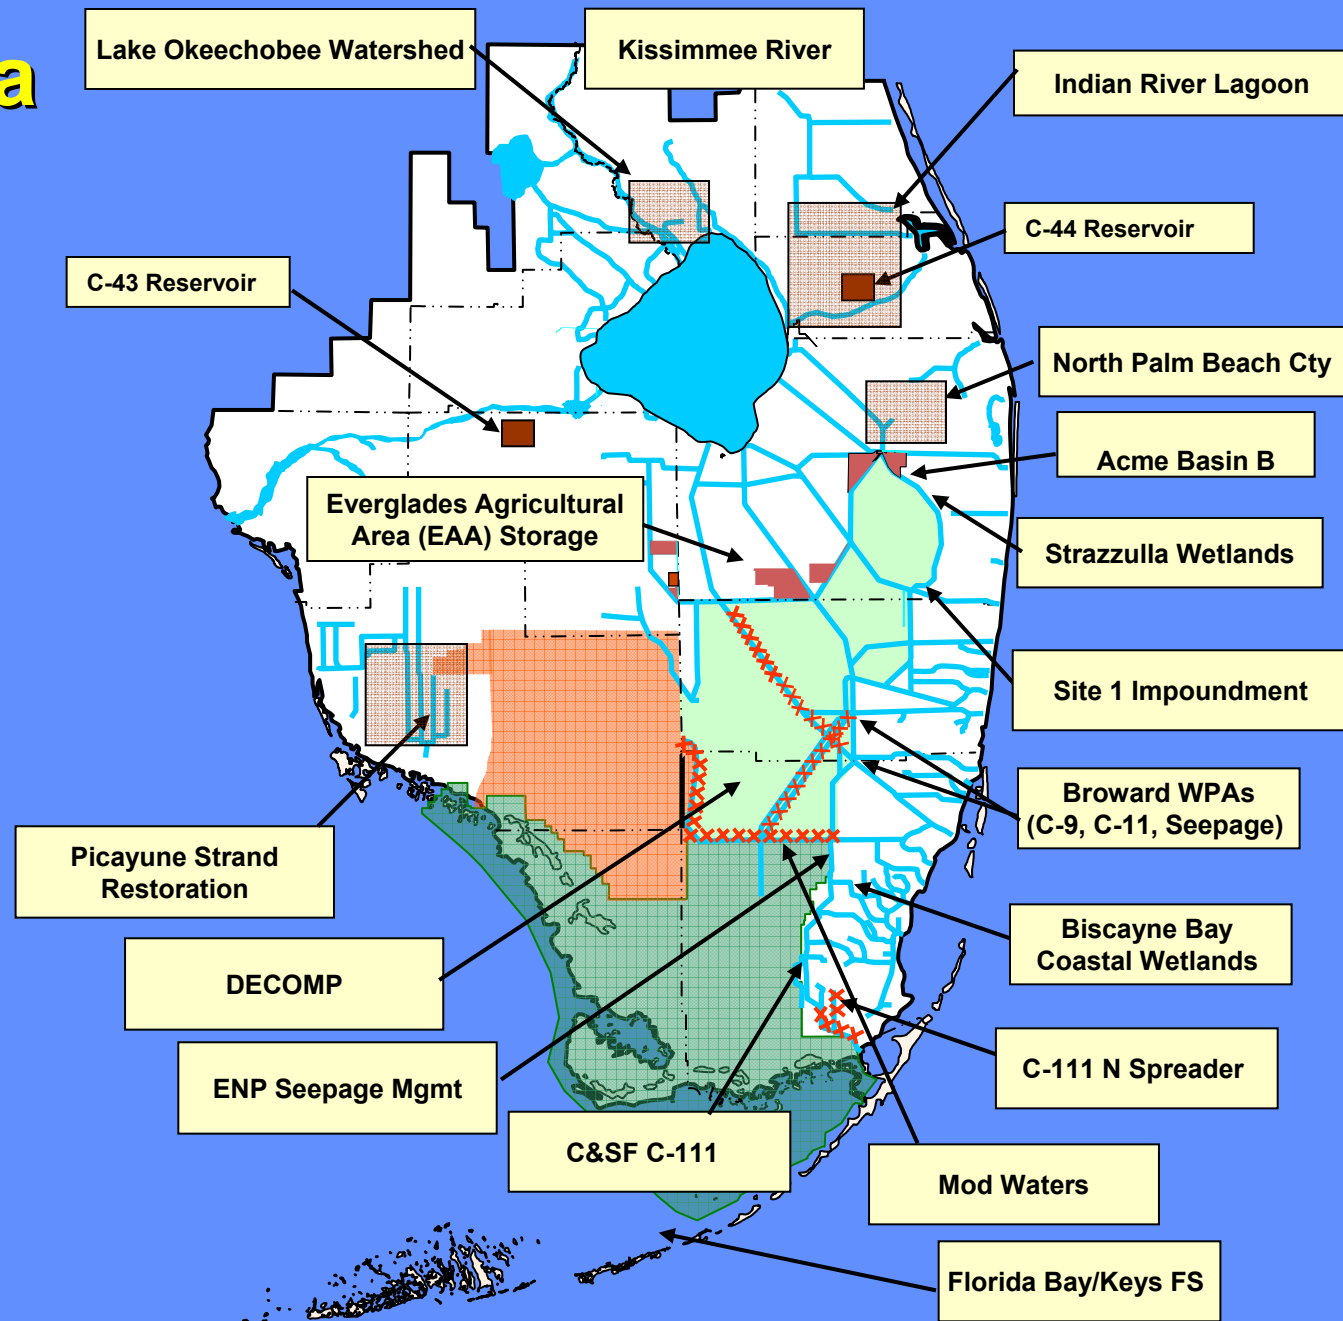 a
Lake Okeechobee Watershed
Kissimmee River
Indian River Lagoon
C-44 Reservoir
C-43 Reservoir
North Palm Beach Cty
Acme Basin B
Everglades Agricultural
Area (EAA) Storage
Strazzulla Wetlands
Site 1 Impoundment
Broward WPAs
(C-9, C-11, Seepage)
Picayune Strand
Restoration
Biscayne Bay
Coastal Wetlands
DECOMP
C-111 N Spreader
ENP Seepage Mgmt
C&SF C-111
Mod Waters
Florida Bay/Keys FS